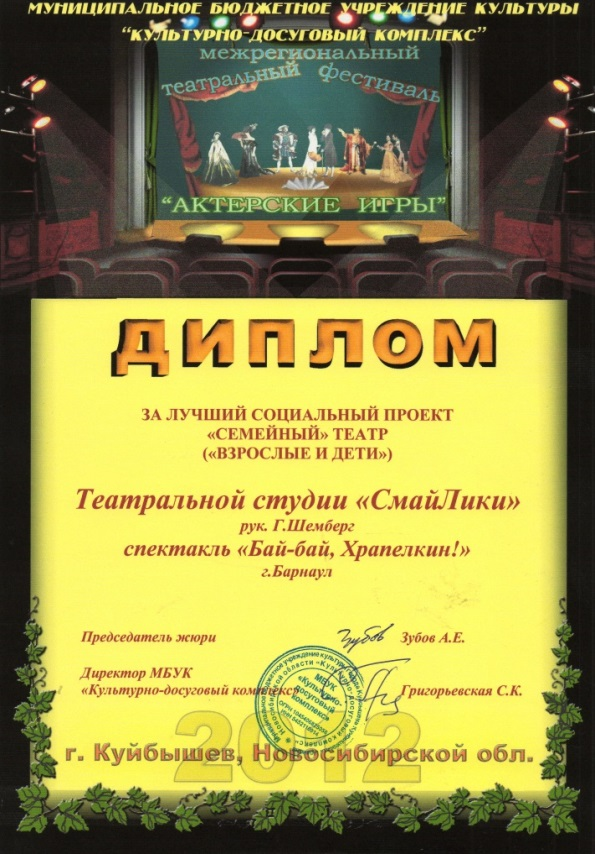 МУНИЦИПАЛЬНОЕ БЮДЖЕТНОЕ УЧРЕЖДЕНИЕ КУЛЬТУРЫ
"КУЛЬТУРНО-ДОСУГОВЫЙ КОМПЛЕКС"
межрегиональный
театральный фестиваль
"АКТЕРСКИЕ ИГРЫ"
ДИПЛОМ
ЗА ЛУЧШИЙ СОЦИАЛЬНЫЙ ПРОЕКТ
«СЕМЕЙНЫЙ» ТЕАТР
(«ВЗРОСЛЫЕ И ДЕТИ»)
Театральной студии «СмайЛики»
рук. Г.Шемберг
спектакль «Бай-бай, Храпелкин!»
г.Барнаул
Председатель жюри Зубов Зубов А.Е.
Директор МБУК
«Культурно-досуговый комплекс» Григорьевская С.К.
МБУК
«Культурно-
досуговый
комплекс»
2012
г. Куйбышев, Новосибирской обл.